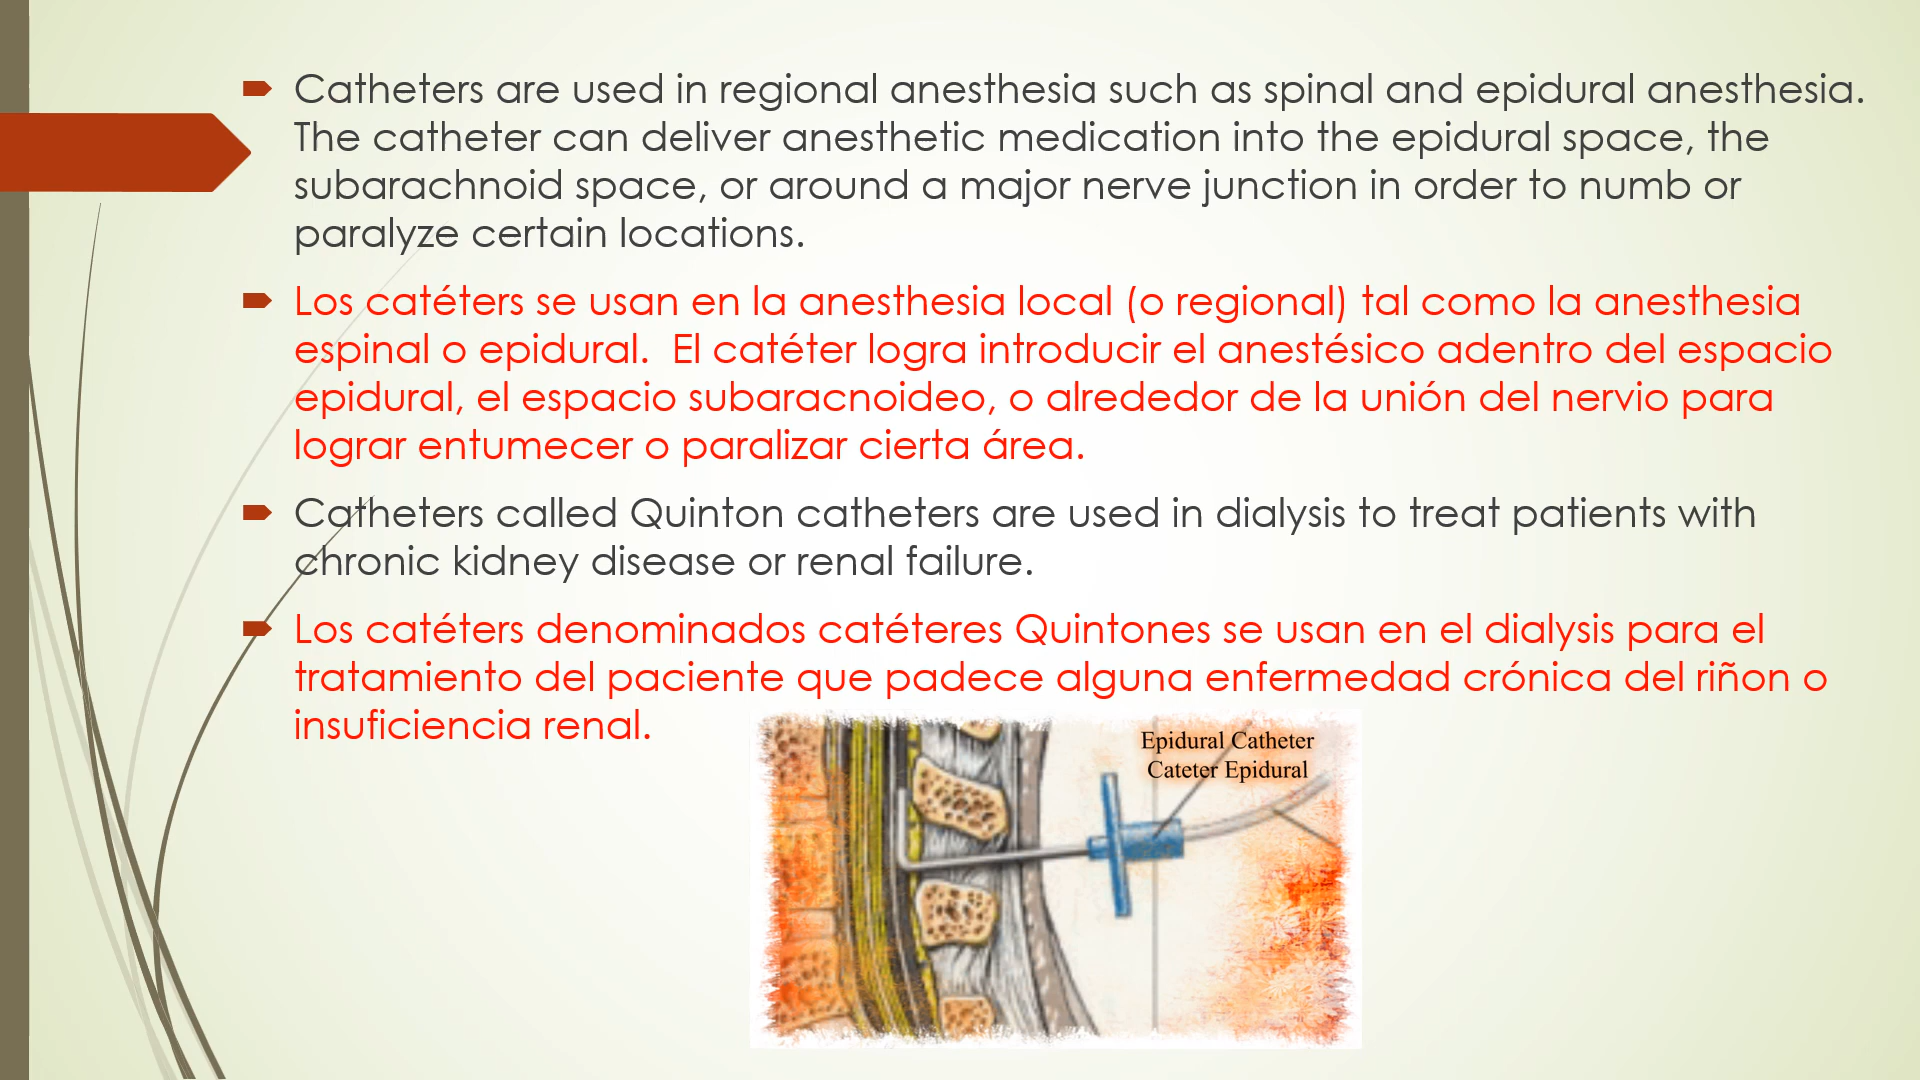 Catheters are used in regional anesthesia such as spinal and epidural anesthesia.
The catheter can deliver anesthetic medication into the epidural space, the
subarachnoid space, or around a major nerve junction in order to numb or
paralyze certain locations.
Los catéters se usan en la anesthesia local (o regional) tal como la anesthesia
espinal o epidural.  El catéter logra introducir el anestésico adentro del espacio
epidural, el espacio subaracnoideo, o alrededor de la unión del nervio para
lograr entumecer o paralizar cierta área.
Catheters called Quinton catheters are used in dialysis to treat patients with
chronic kidney disease or renal failure.
Los catéters denominados catéteres Quintones se usan en el dialysis para el
tratamiento del paciente que padece alguna enfermedad crónica del riñon o
insuficiencia renal.
Epidural Catheter
Cateter Epidural